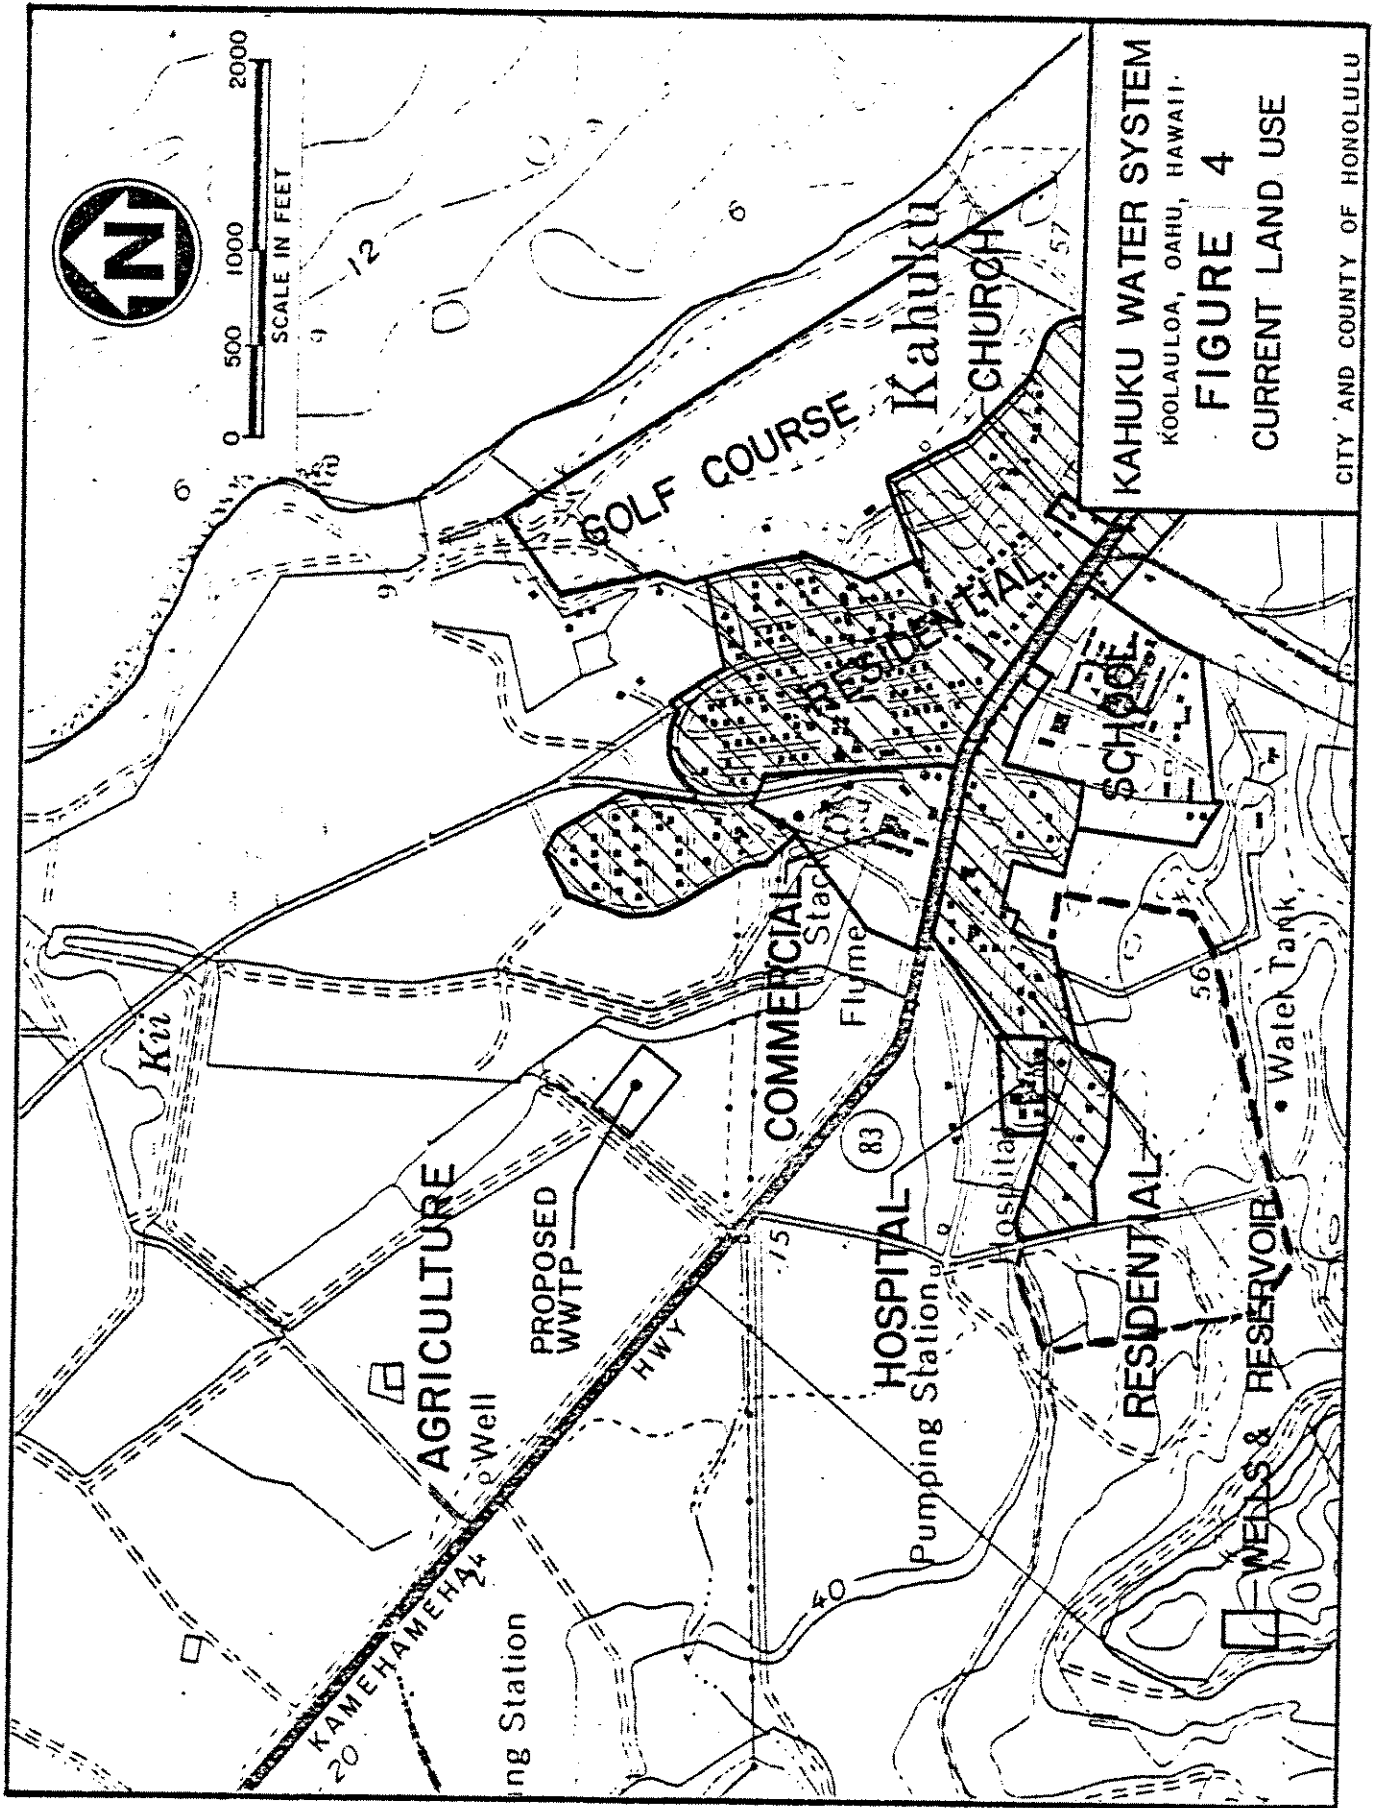 N
0 500 1000 2000
SCALE IN FEET
6
9
12
6
9
Kii
AGRICULTURE
Well
PROPOSED
WWTP
KAMEHAMEHA
HWY
24
20
ng Station
15
COMMERCIAL
Stack
Flume
83
GOLF COURSE
Kahuku
CHURCH
57
RESIDENTIAL
SCHOOL
HOSPITAL
Hospital
Pumping Station
40
RESIDENTIAL
56
Water Tank
WELLS & RESERVOIR
KAHUKU WATER SYSTEM
KOOLAULOA, OAHU, HAWAII
FIGURE 4
CURRENT LAND USE
CITY AND COUNTY OF HONOLULU